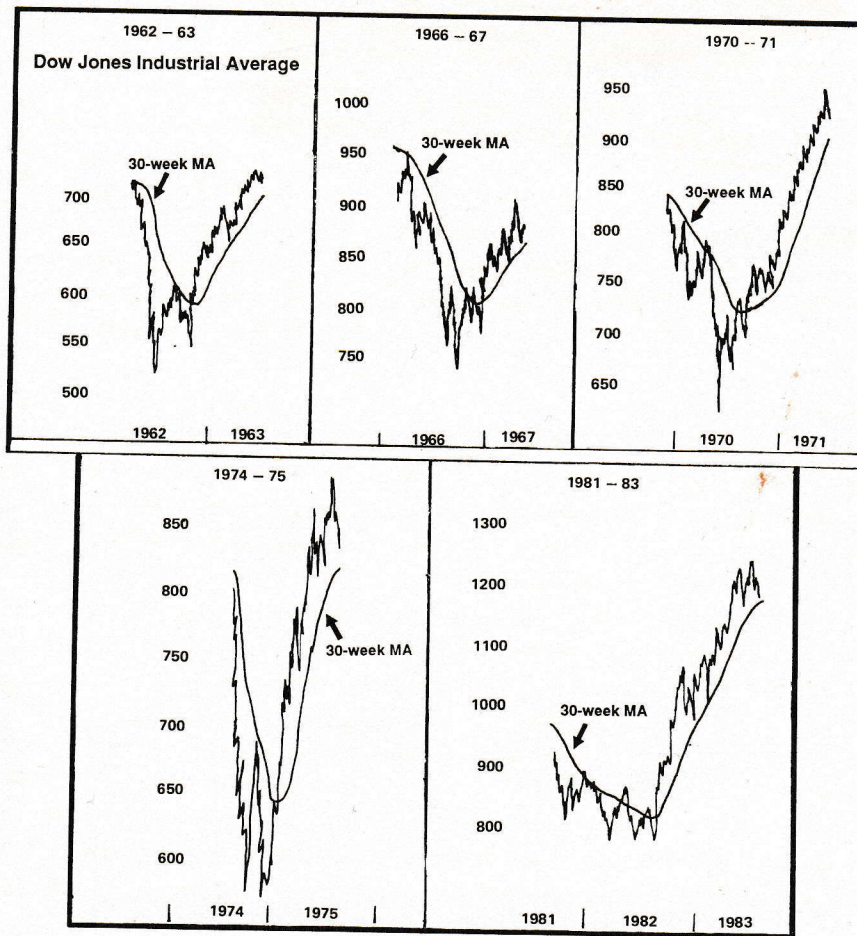 1962 – 63
Dow Jones Industrial Average
30-week MA
700
650
600
550
500
1962 1963
1966 -- 67
1000
950
900
850
800
750
30-week MA
1966 1967
1970 -- 71
950
900
850
800
750
700
650
30-week MA
1970 1971
1974 – 75
850
800
750
700
650
600
30-week MA
1974 1975
1981 – 83
1300
1200
1100
1000
900
800
30-week MA
1981 1982 1983